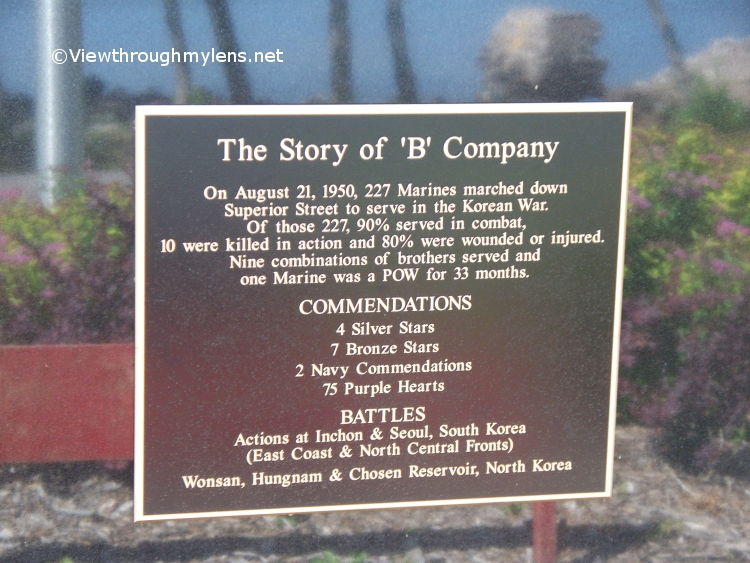 ©Viewthroughmylens.net
The Story of 'B' Company
On August 21, 1950, 227 Marines marched down
Superior Street to serve in the Korean War.
Of those 227, 90% served in combat,
10 were killed in action and 80% were wounded or injured.
Nine combinations of brothers served and
one Marine was a POW for 33 months.
COMMENDATIONS
4 Silver Stars
7 Bronze Stars
2 Navy Commendations
75 Purple Hearts
BATTLES
Actions at Inchon & Seoul, South Korea
(East Coast & North Central Fronts)
Wonsan, Hungnam & Chosen Reservoir, North Korea